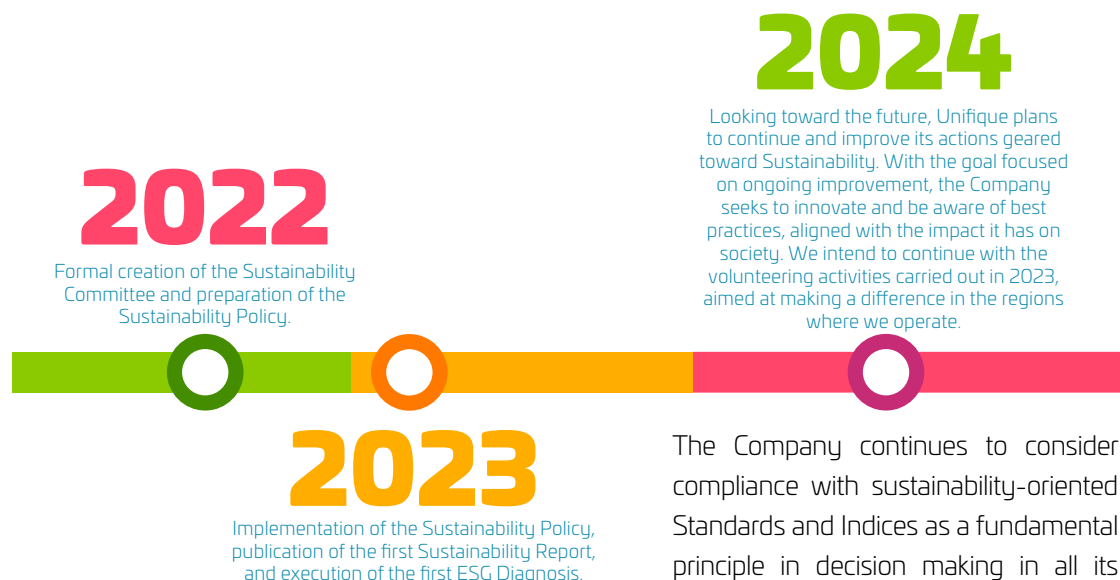 2022
Formal creation of the Sustainability
Committee and preparation of the
Sustainability Policy.
2023
Implementation of the Sustainability Policy,
publication of the first Sustainability Report,
and execution of the first ESG Diagnosis.
2024
Looking toward the future, Unifique plans
to continue and improve its actions geared
toward Sustainability. With the goal focused
on ongoing improvement, the Company
seeks to innovate and be aware of best
practices, aligned with the impact it has on
society. We intend to continue with the
volunteering activities carried out in 2023,
aimed at making a difference in the regions
where we operate.
The Company continues to consider
compliance with sustainability-oriented
Standards and Indices as a fundamental
principle in decision making in all its